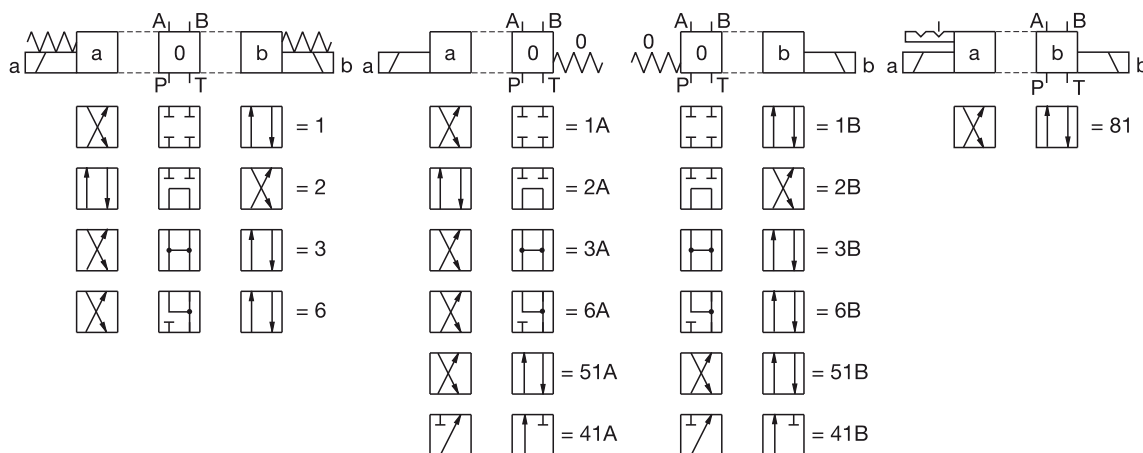 A B A B A B A B
a 0 b a 0 0 0 0 b a b
a b a b a b
P T P T P T P T
= 1 = 1A = 1B = 81
= 2 = 2A = 2B
= 3 = 3A = 3B
= 6 = 6A = 6B
= 51A = 51B
= 41A = 41B